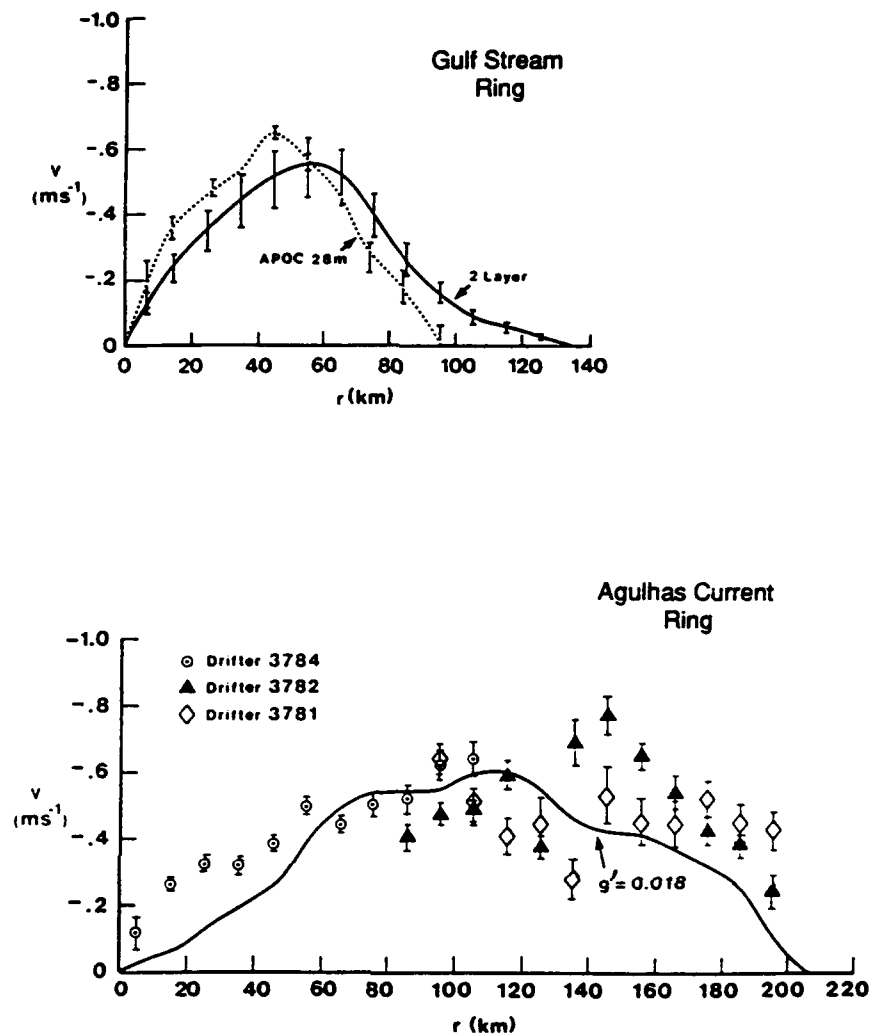 Gulf Stream
Ring
-1.0
-.8
-.6
-.4
-.2
0
v
(ms⁻¹)
APOC 28m
2 Layer
0 20 40 60 80 100 120 140
r (km)
Agulhas Current
Ring
-1.0
-.8
-.6
-.4
-.2
0
v
(ms⁻¹)
Drifter 3784
Drifter 3782
Drifter 3781
g' = 0.018
0 20 40 60 80 100 120 140 160 180 200 220
r (km)